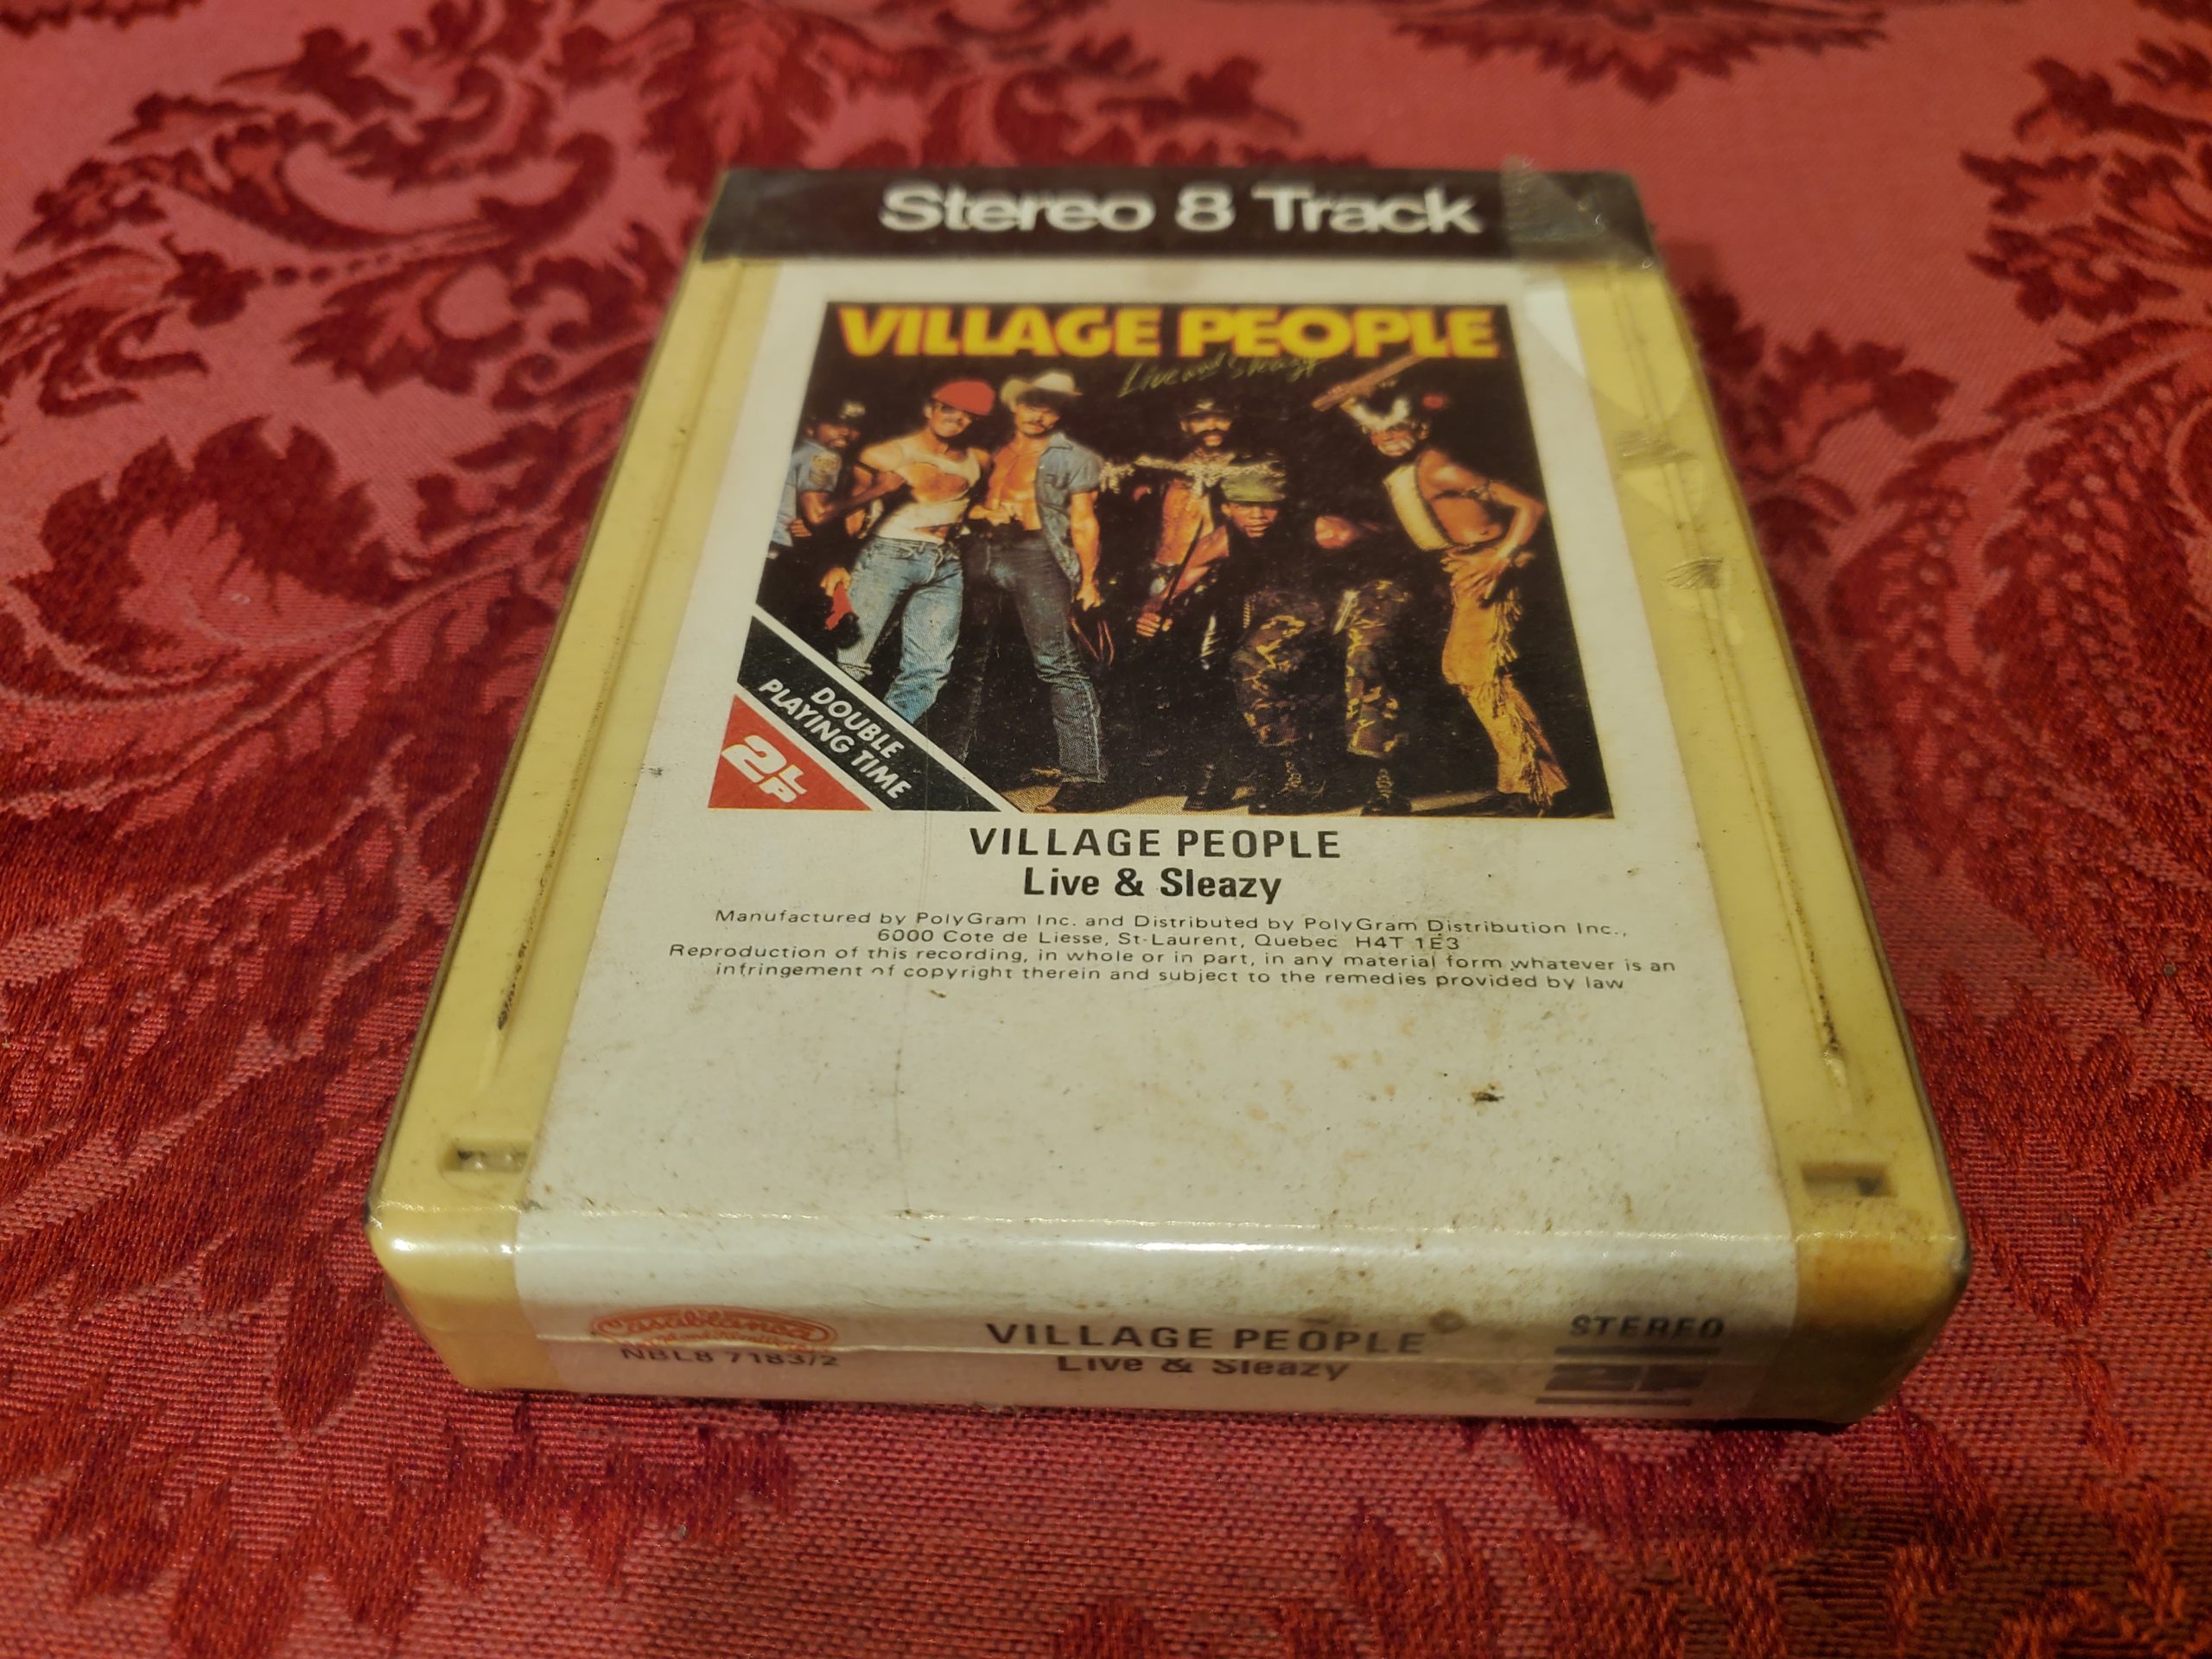 Stereo 8 Track
VILLAGE PEOPLE
Live and Sleazy
DOUBLE
PLAYING TIME
2LP
VILLAGE PEOPLE
Live & Sleazy
Manufactured by PolyGram Inc. and Distributed by PolyGram Distribution Inc.,
6000 Cote de Liesse, St-Laurent, Quebec H4T 1E3
Reproduction of this recording, in whole or in part, in any material form whatever is an
infringement of copyright therein and subject to the remedies provided by law
Casablanca
NBL8 7183/2
VILLAGE PEOPLE
Live & Sleazy
STEREO
2LP